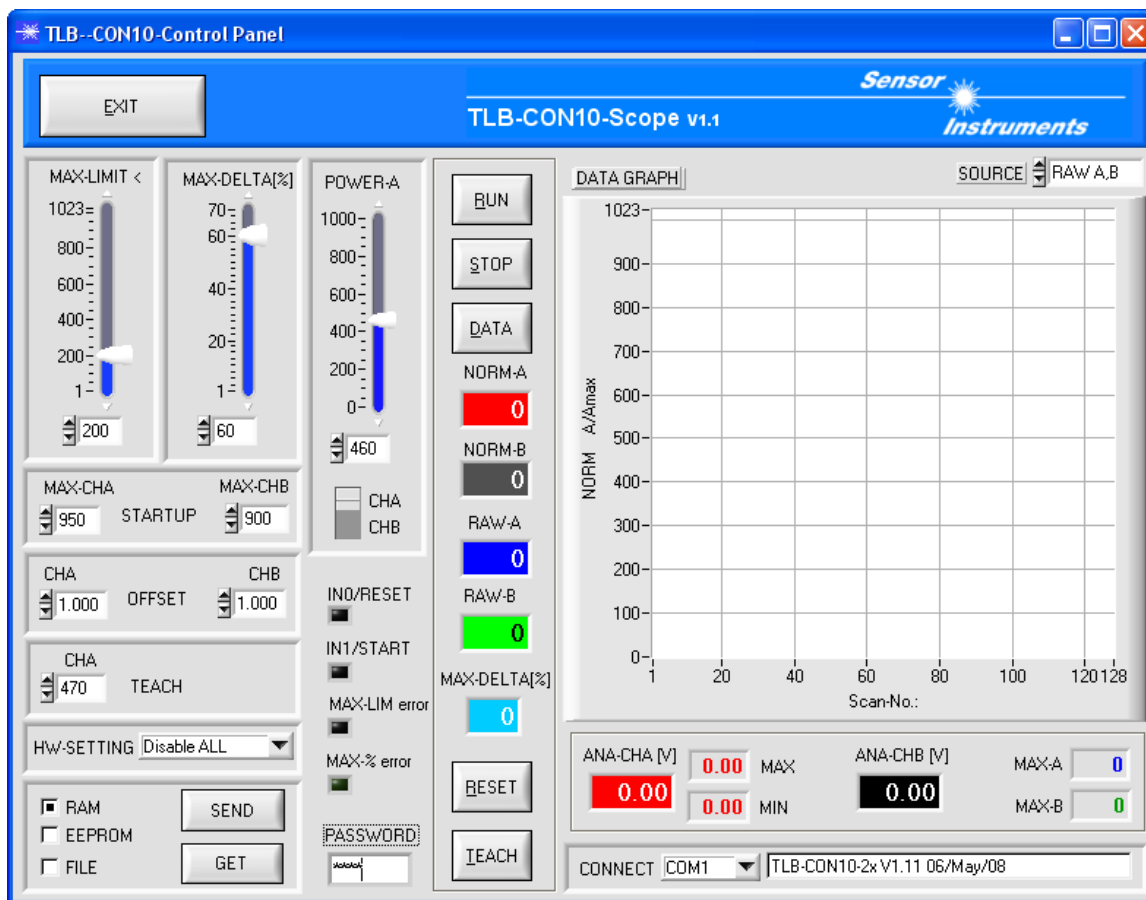 TLB--CON10-Control Panel
EXIT
Sensor
Instruments
TLB-CON10-Scope V1.1
MAX-LIMIT <
1023
800
600
400
200
1
200
MAX-DELTA[%]
70
60
40
20
1
60
POWER-A
1000
800
600
400
200
0
460
CHA
CHB
MAX-CHA
MAX-CHB
950
STARTUP
900
CHA
CHB
1.000
OFFSET
1.000
CHA
470
TEACH
HW-SETTING Disable ALL
RAM
EEPROM
FILE
SEND
GET
IN0/RESET
IN1/START
MAX-LIM error
MAX-% error
PASSWORD
*****
RUN
STOP
DATA
NORM-A
0
NORM-B
0
RAW-A
0
RAW-B
0
MAX-DELTA[%]
0
RESET
TEACH
DATA GRAPH
SOURCE RAW A,B
NORM A/Amax
1023
900
800
700
600
500
400
300
200
100
0
1 20 40 60 80 100 120 128
Scan-No.:
ANA-CHA [V]
0.00
0.00 MAX
0.00 MIN
ANA-CHB [V]
0.00
MAX-A 0
MAX-B 0
CONNECT COM1 TLB-CON10-2x V1.11 06/May/08